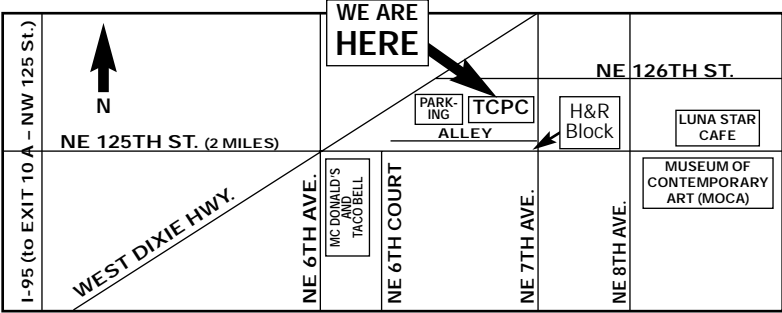 WE ARE
HERE
I-95 (to EXIT 10 A – NW 125 St.)
N
NE 126TH ST.
PARK-
ING
TCPC
H&R
Block
LUNA STAR
CAFE
ALLEY
NE 125TH ST. (2 MILES)
MUSEUM OF
CONTEMPORARY
ART (MOCA)
WEST DIXIE HWY.
NE 6TH AVE.
MC DONALD'S
AND
TACO BELL
NE 6TH COURT
NE 7TH AVE.
NE 8TH AVE.